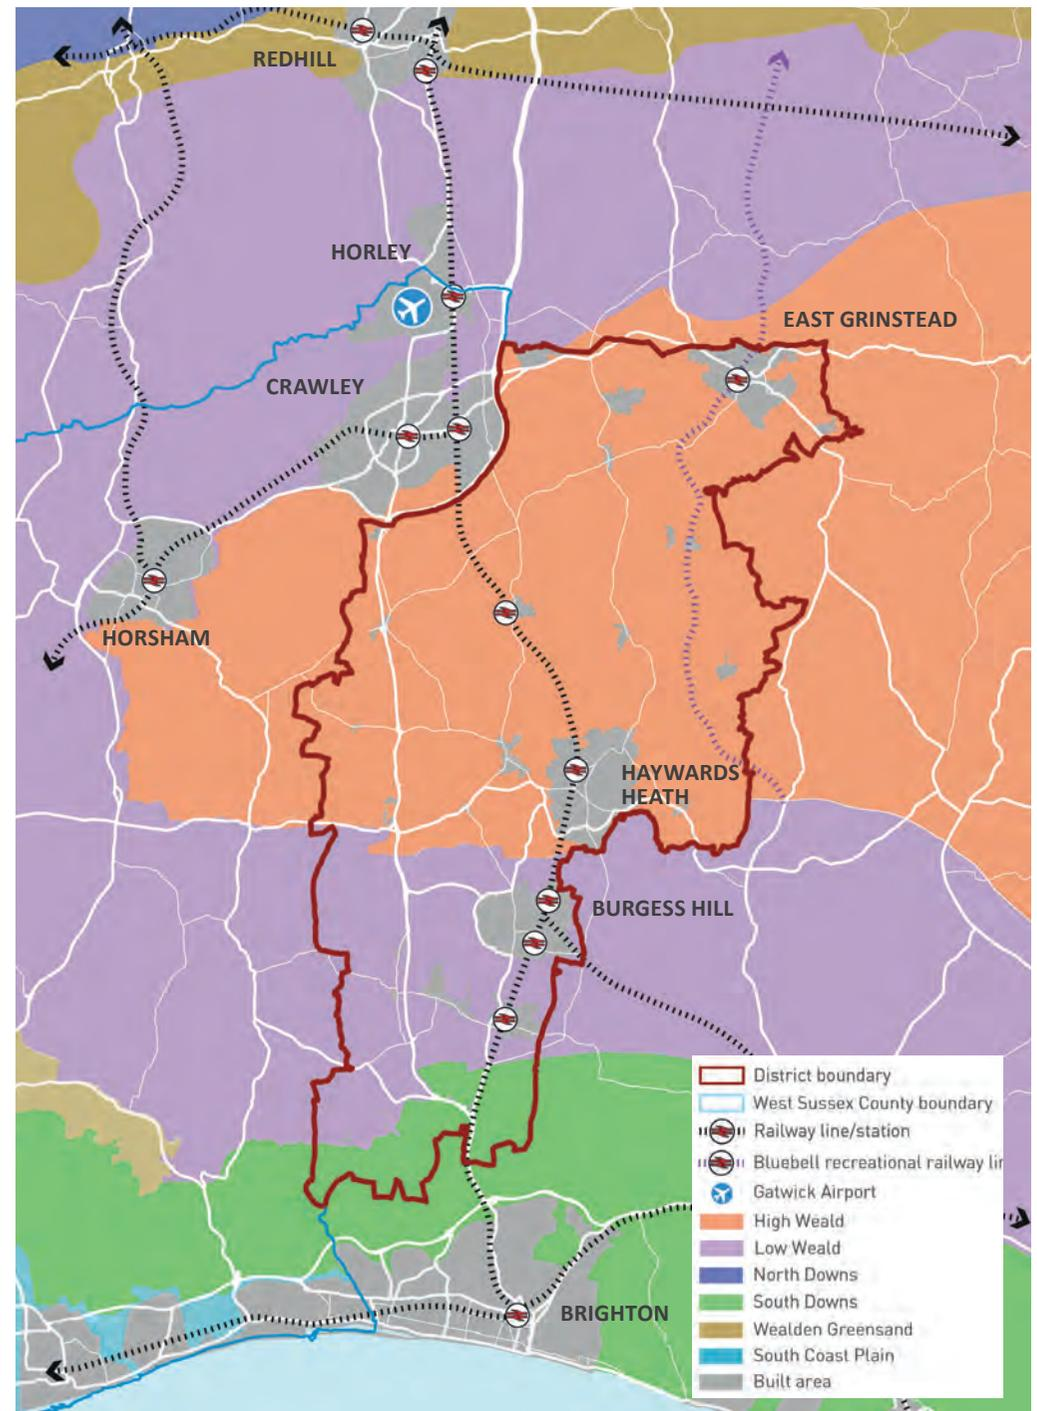 REDHILL
HORLEY
EAST GRINSTEAD
CRAWLEY
HORSHAM
HAYWARDS
HEATH
BURGESS HILL
BRIGHTON
District boundary
West Sussex County boundary
Railway line/station
Bluebell recreational railway lin
Gatwick Airport
High Weald
Low Weald
North Downs
South Downs
Wealden Greensand
South Coast Plain
Built area